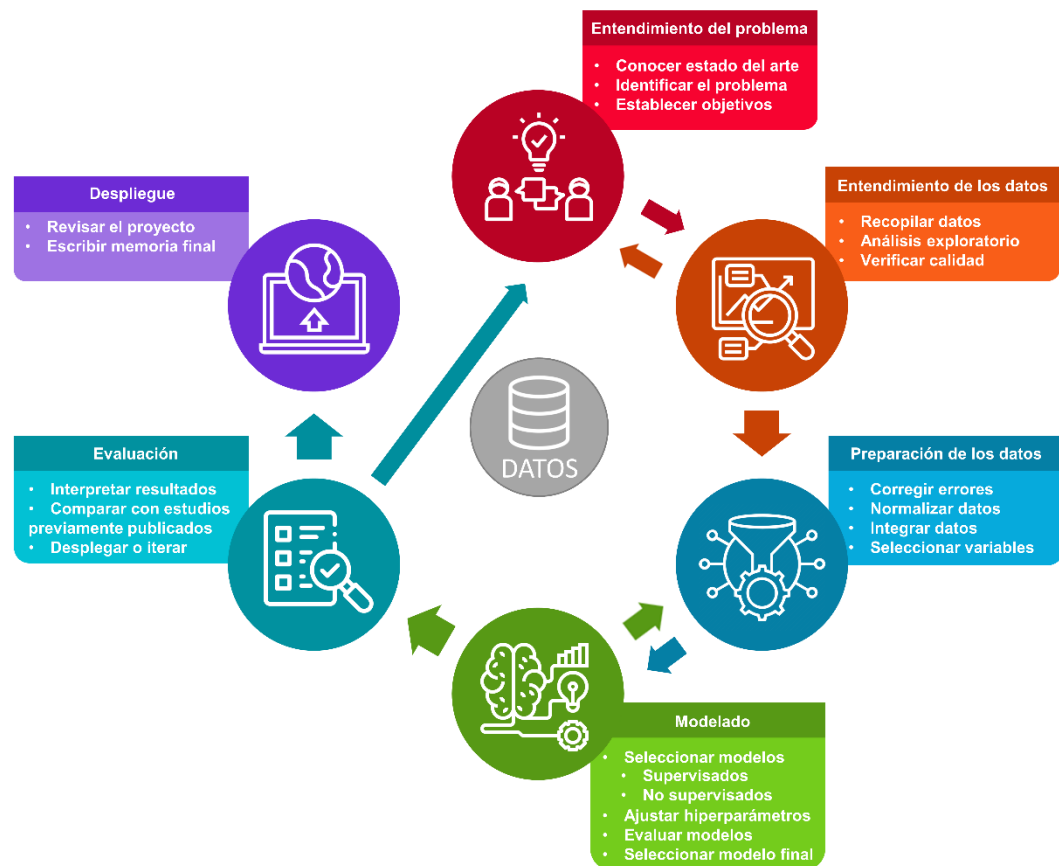 Entendimiento del problema
• Conocer estado del arte
• Identificar el problema
• Establecer objetivos
Entendimiento de los datos
• Recopilar datos
• Análisis exploratorio
• Verificar calidad
Preparación de los datos
• Corregir errores
• Normalizar datos
• Integrar datos
• Seleccionar variables
Modelado
• Seleccionar modelos
• Supervisados
• No supervisados
• Ajustar hiperparámetros
• Evaluar modelos
• Seleccionar modelo final
Evaluación
• Interpretar resultados
• Comparar con estudios
previamente publicados
• Desplegar o iterar
Despliegue
• Revisar el proyecto
• Escribir memoria final
DATOS